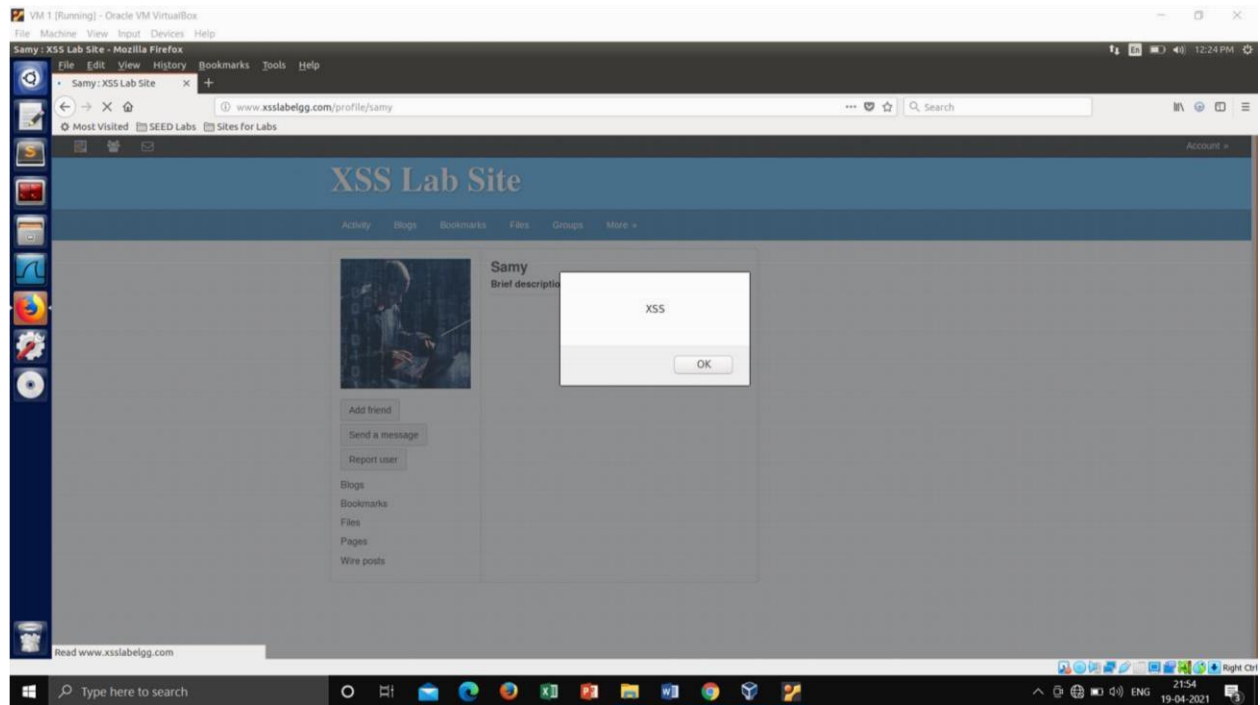 VM 1 [Running] - Oracle VM VirtualBox
File Machine View Input Devices Help
Samy : XSS Lab Site - Mozilla Firefox
En 12:24 PM
File Edit View History Bookmarks Tools Help
Samy : XSS Lab Site
www.xsslabelgg.com/profile/samy
Search
Most Visited SEED Labs Sites for Labs
Account »
XSS Lab Site
Activity Blogs Bookmarks Files Groups More »
Samy
Brief descriptio
XSS
OK
Add friend
Send a message
Report user
Blogs
Bookmarks
Files
Pages
Wire posts
Read www.xsslabelgg.com
Right Ctrl
Type here to search
ENG
21:54
19-04-2021
3